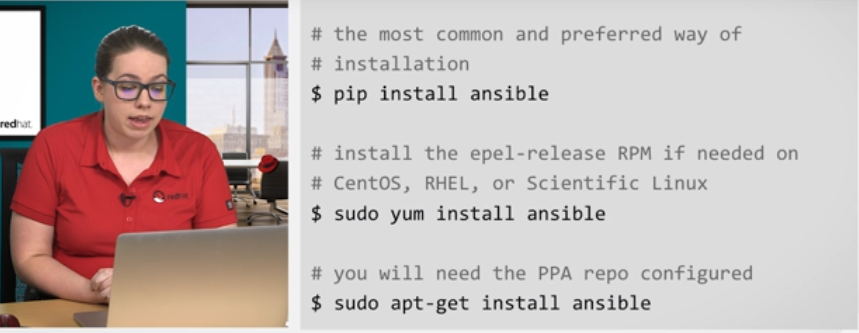 redhat.
redhat
# the most common and preferred way of
# installation
$ pip install ansible
# install the epel-release RPM if needed on
# CentOS, RHEL, or Scientific Linux
$ sudo yum install ansible
# you will need the PPA repo configured
$ sudo apt-get install ansible